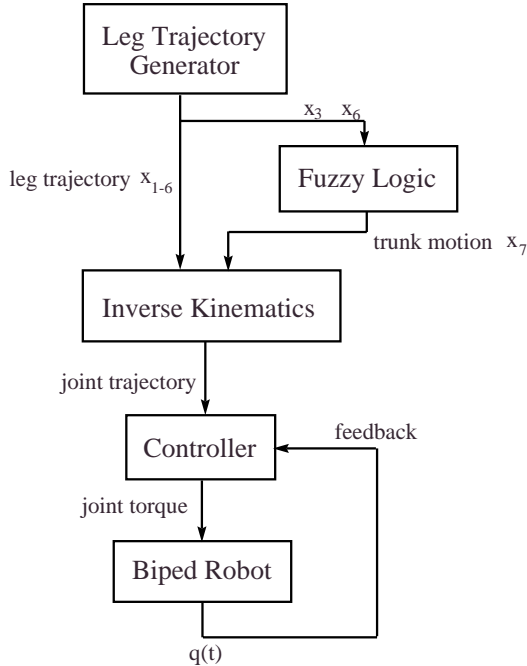 Leg Trajectory
Generator
x3 x6
leg trajectory x1-6
Fuzzy Logic
trunk motion x7
Inverse Kinematics
joint trajectory
feedback
Controller
joint torque
Biped Robot
q(t)